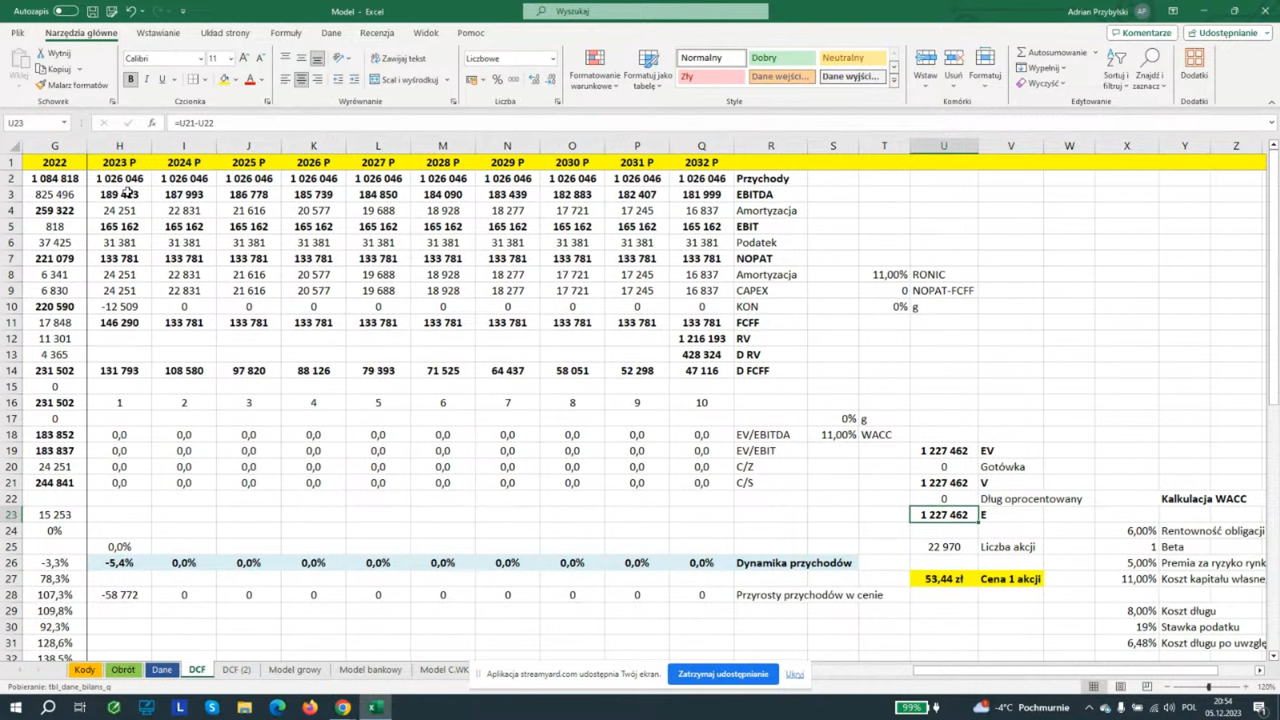 Autozapis
Model - Excel
Wyszukaj
Adrian Przybylski
AP
Plik Narzędzia główne Wstawianie Układ strony Formuły Dane Recenzja Widok Pomoc
Komentarze Udostępnianie
Wytnij
Kopiuj
Malarz formatów
Schowek
Calibri 11
B I U
Czcionka
Zawijaj tekst
Scal i wyśrodkuj
Wyrównanie
Liczbowe
Liczba
Formatowanie warunkowe
Formatuj jako tabelę
Normalny Dobry Neutralny
Zły Dane wejści... Dane wyjści...
Style
Wstaw Usuń Formatuj
Komórki
Autosumowanie
Wypełnij
Wyczyść
Sortuj i filtruj
Znajdź i zaznacz
Edytowanie
Dodatki
Dodatki
U23 fx =U21-U22
G H I J K L M N O P Q R S T U V W X Y Z
1 2022 2023 P 2024 P 2025 P 2026 P 2027 P 2028 P 2029 P 2030 P 2031 P 2032 P
2 1 084 818 1 026 046 1 026 046 1 026 046 1 026 046 1 026 046 1 026 046 1 026 046 1 026 046 1 026 046 1 026 046 Przychody
3 825 496 189 413 187 993 186 778 185 739 184 850 184 090 183 439 182 883 182 407 181 999 EBITDA
4 259 322 24 251 22 831 21 616 20 577 19 688 18 928 18 277 17 721 17 245 16 837 Amortyzacja
5 818 165 162 165 162 165 162 165 162 165 162 165 162 165 162 165 162 165 162 165 162 EBIT
6 37 425 31 381 31 381 31 381 31 381 31 381 31 381 31 381 31 381 31 381 31 381 Podatek
7 221 079 133 781 133 781 133 781 133 781 133 781 133 781 133 781 133 781 133 781 133 781 NOPAT
8 6 341 24 251 22 831 21 616 20 577 19 688 18 928 18 277 17 721 17 245 16 837 Amortyzacja 11,00% RONIC
9 6 830 24 251 22 831 21 616 20 577 19 688 18 928 18 277 17 721 17 245 16 837 CAPEX 0 NOPAT-FCFF
10 220 590 -12 509 0 0 0 0 0 0 0 0 0 KON 0% g
11 17 848 146 290 133 781 133 781 133 781 133 781 133 781 133 781 133 781 133 781 133 781 FCFF
12 11 301 1 216 193 RV
13 4 365 428 324 D RV
14 231 502 131 793 108 580 97 820 88 126 79 393 71 525 64 437 58 051 52 298 47 116 D FCFF
15 0
16 231 502 1 2 3 4 5 6 7 8 9 10
17 0 0% g
18 183 852 0,0 0,0 0,0 0,0 0,0 0,0 0,0 0,0 0,0 0,0 EV/EBITDA 11,00% WACC
19 183 837 0,0 0,0 0,0 0,0 0,0 0,0 0,0 0,0 0,0 0,0 EV/EBIT 1 227 462 EV
20 24 251 0,0 0,0 0,0 0,0 0,0 0,0 0,0 0,0 0,0 0,0 C/Z 0 Gotówka
21 244 841 0,0 0,0 0,0 0,0 0,0 0,0 0,0 0,0 0,0 0,0 C/S 1 227 462 V
22 0 Dług oprocentowany Kalkulacja WACC
23 15 253 1 227 462 E
24 0% 6,00% Rentowność obligacji
25 0,0% 22 970 Liczba akcji 1 Beta
26 -3,3% -5,4% 0,0% 0,0% 0,0% 0,0% 0,0% 0,0% 0,0% 0,0% 0,0% Dynamika przychodów 5,00% Premia za ryzyko rynk
27 78,3% 53,44 zł Cena 1 akcji 11,00% Koszt kapitału własne
28 107,3% -58 772 0 0 0 0 0 0 0 0 0 Przyrosty przychodów w cenie
29 109,8% 8,00% Koszt długu
30 92,3% 19% Stawka podatku
31 128,6% 6,48% Koszt długu po uwzglę
32 138,5%
Kody Obrót Dane DCF DCF (2) Model growy Model bankowy Model C.WK
Aplikacja streamyard.com udostępnia Twój ekran. Zatrzymaj udostępnianie Ukryj
Pobieranie: tbl_dane_bilans_q
120%
99% -4°C Pochmurnie POL 20:54
05.12.2023